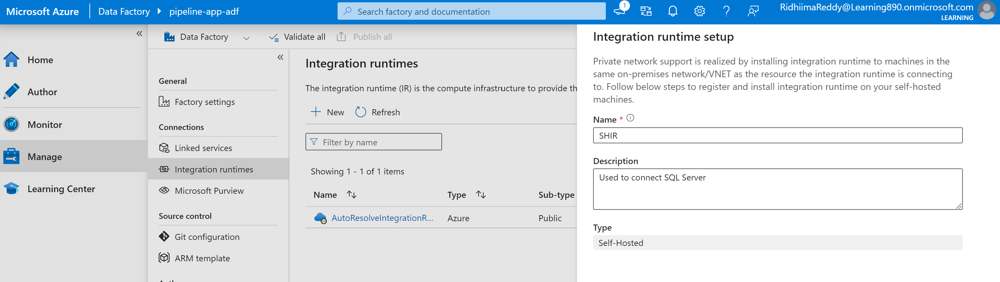 Microsoft Azure
Data Factory
pipeline-app-adf
Search factory and documentation
1
RidhiimaReddy@Learning890.onmicrosoft.com
LEARNING
Home
Author
Monitor
Manage
Learning Center
Data Factory
Validate all
Publish all
General
Factory settings
Connections
Linked services
Integration runtimes
Microsoft Purview
Source control
Git configuration
ARM template
Integration runtimes
The integration runtime (IR) is the compute infrastructure to provide th
New
Refresh
Filter by name
Showing 1 - 1 of 1 items
Name Type Sub-type
AutoResolveIntegrationR... Azure Public
Integration runtime setup
Private network support is realized by installing integration runtime to machines in the
same on-premises network/VNET as the resource the integration runtime is connecting
to. Follow below steps to register and install integration runtime on your self-hosted
machines.
Name *
SHIR
Description
Used to connect SQL Server
Type
Self-Hosted